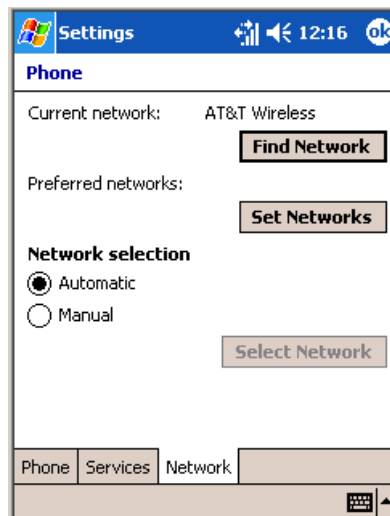 Settings 12:16 ok
Phone
Current network: AT&T Wireless
Find Network
Preferred networks:
Set Networks
Network selection
Automatic
Manual
Select Network
Phone Services Network